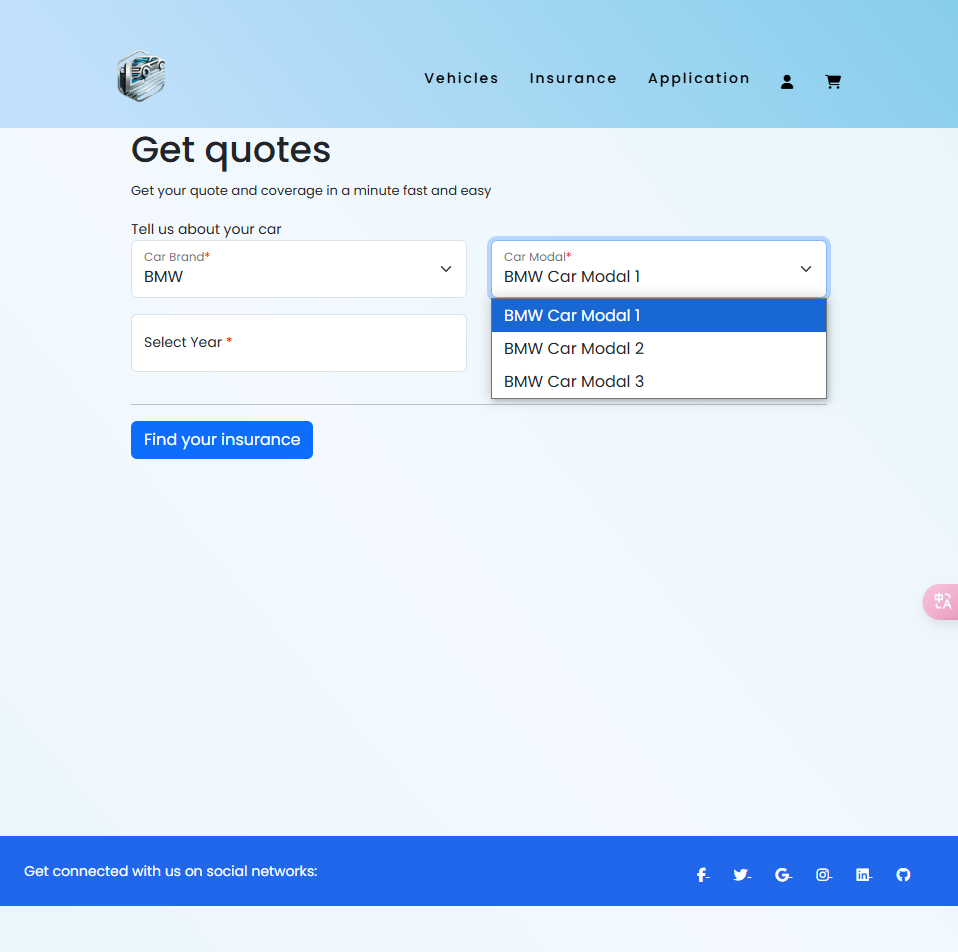 Vehicles Insurance Application
Get quotes
Get your quote and coverage in a minute fast and easy
Tell us about your car
Car Brand*
BMW
Car Modal*
BMW Car Modal 1
BMW Car Modal 1
BMW Car Modal 2
BMW Car Modal 3
Select Year *
Find your insurance
中A
Get connected with us on social networks: